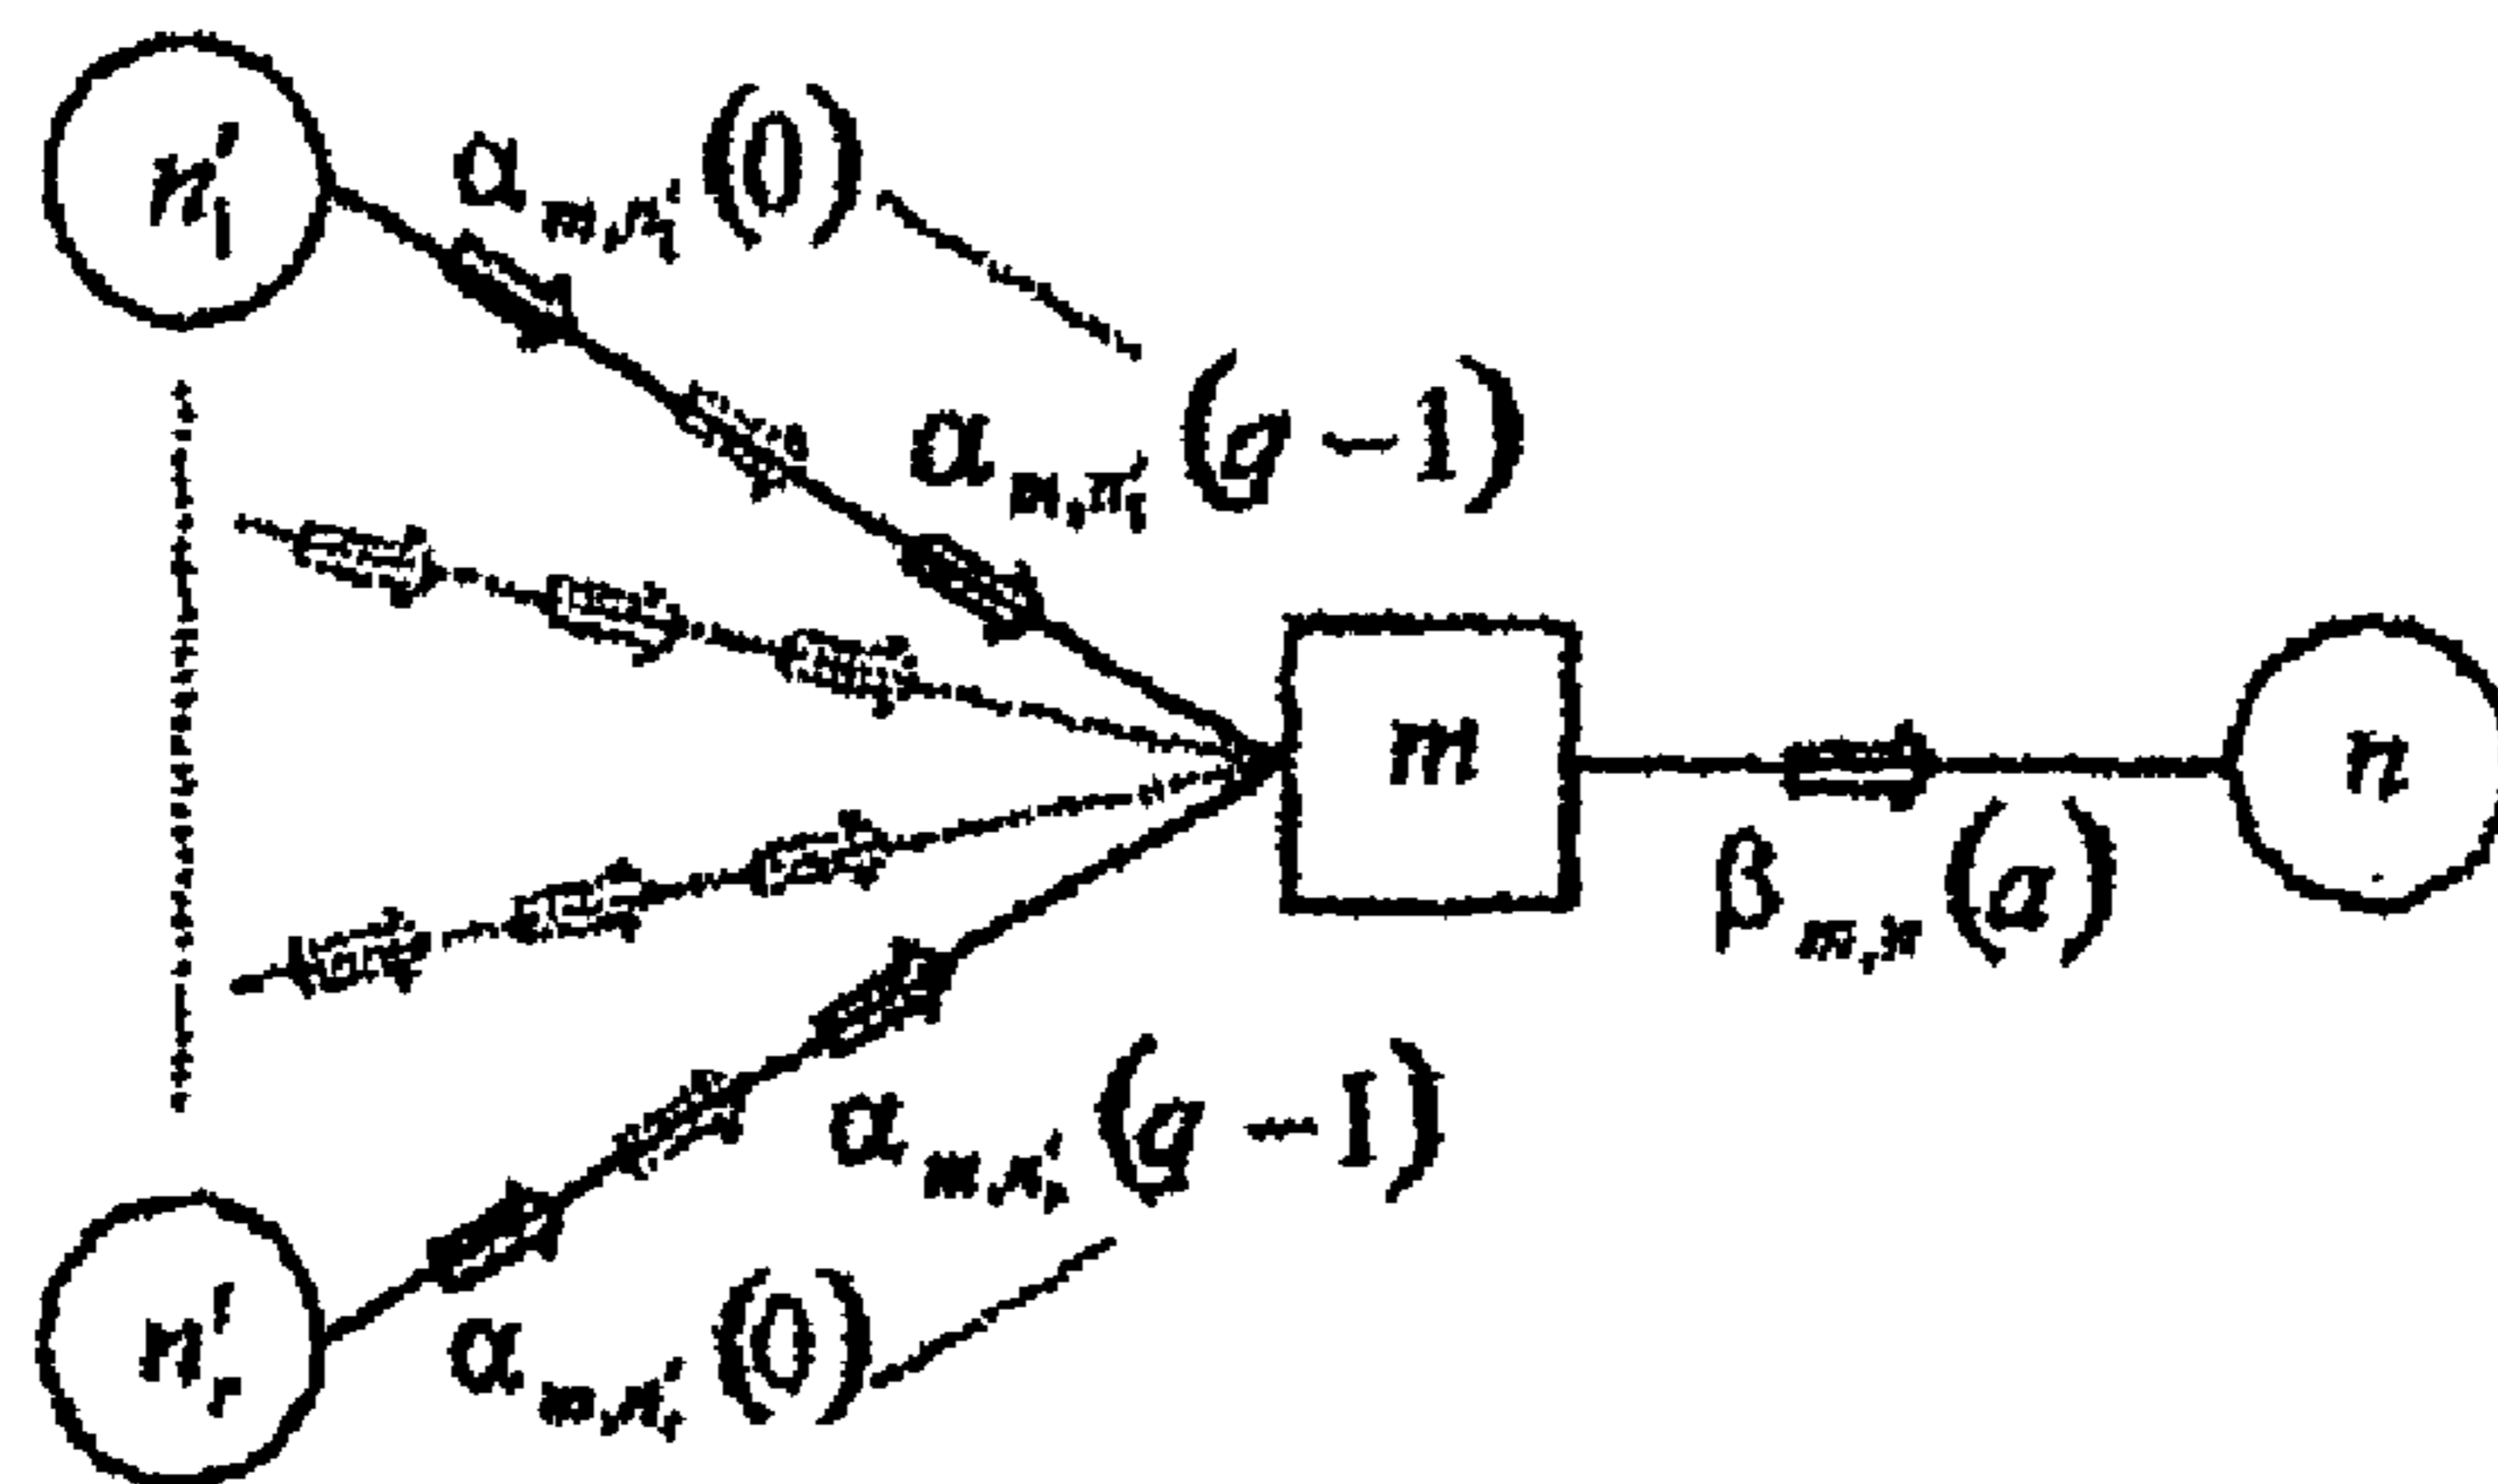 n′₁
α m,n′₁ (0)
α m,n′₁ (q − 1)
m
n
β m,n (q)
α m,n′r (q − 1)
n′r
α m,n′r (0)